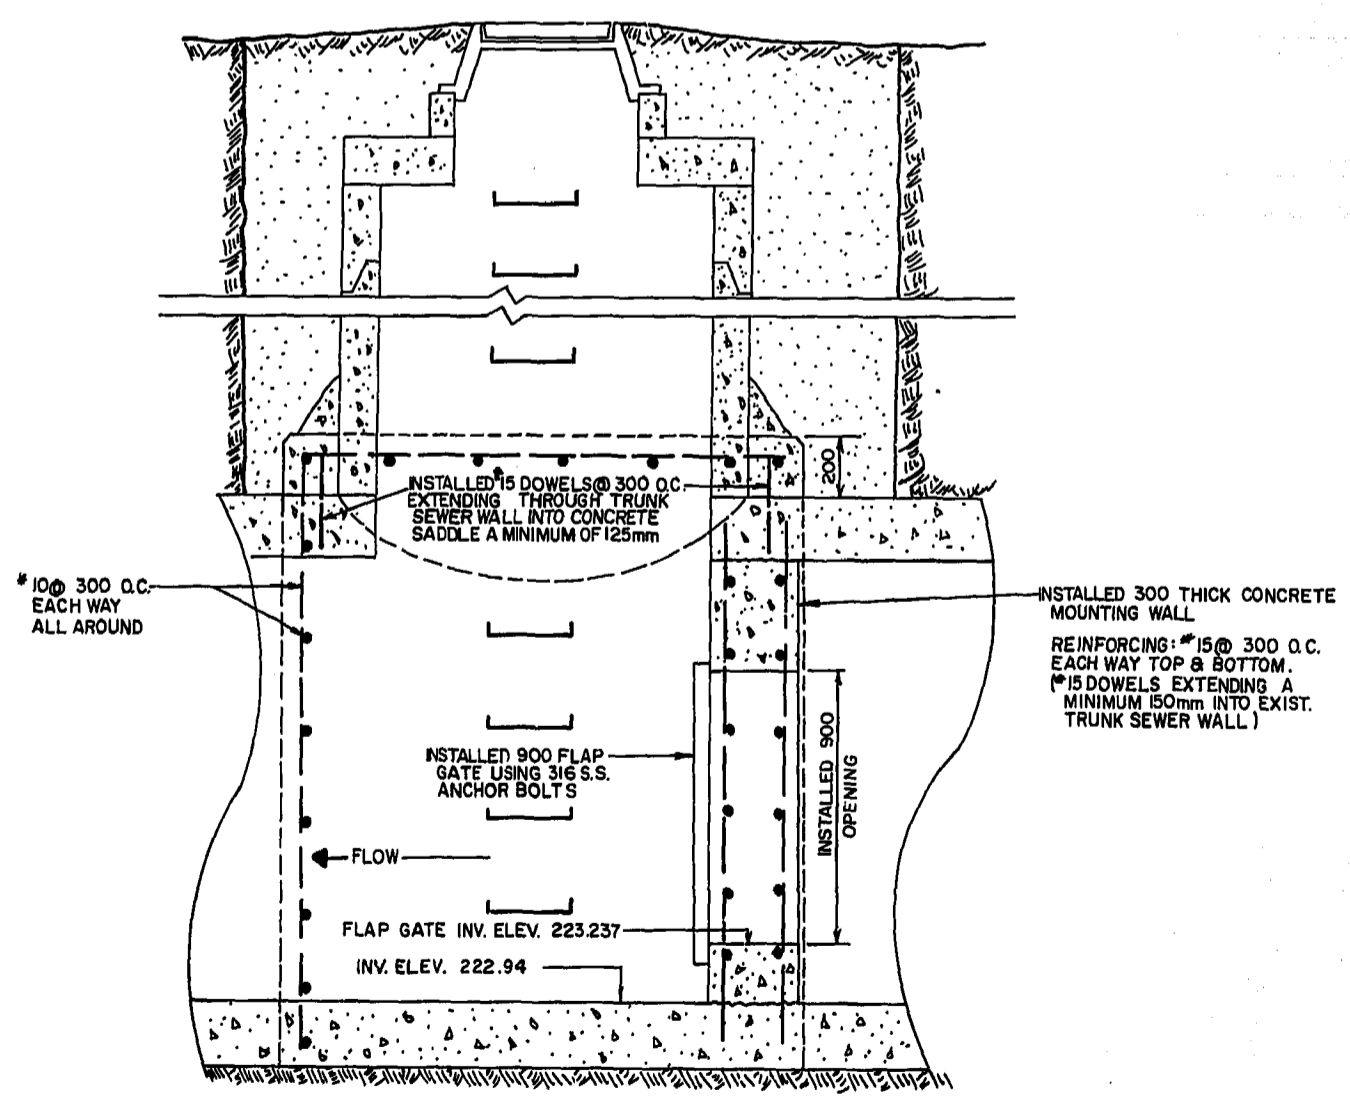 INSTALLED #15 DOWELS @ 300 O.C.
EXTENDING THROUGH TRUNK
SEWER WALL INTO CONCRETE
SADDLE A MINIMUM OF 125mm
200
#10@ 300 O.C.
EACH WAY
ALL AROUND
INSTALLED 300 THICK CONCRETE
MOUNTING WALL
REINFORCING: #15@ 300 O.C.
EACH WAY TOP & BOTTOM.
(#15 DOWELS EXTENDING A
MINIMUM 150mm INTO EXIST.
TRUNK SEWER WALL)
INSTALLED 900 FLAP
GATE USING 316 S.S.
ANCHOR BOLTS
INSTALLED 900
OPENING
FLOW
FLAP GATE INV. ELEV. 223.237
INV. ELEV. 222.94